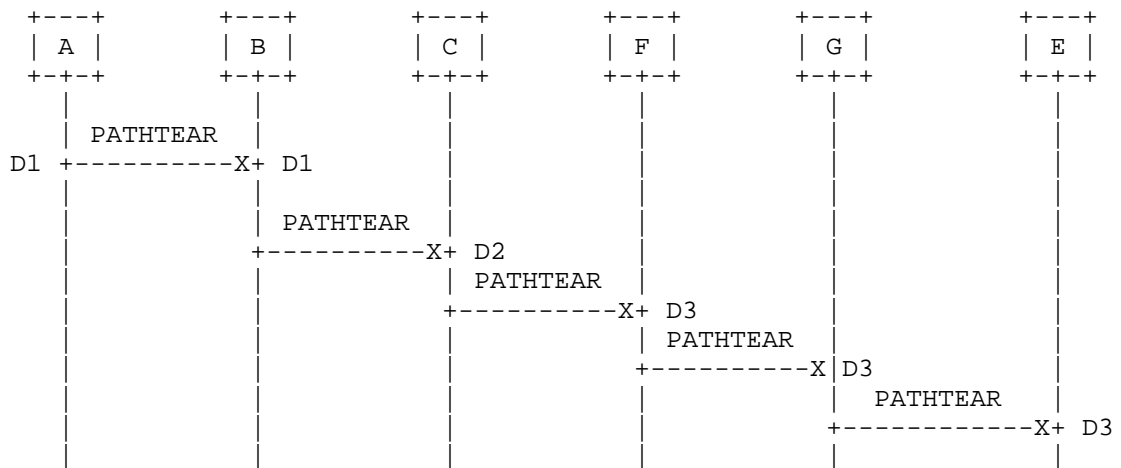 A B C F G E
PATHTEAR
D1 D1
PATHTEAR
D2
PATHTEAR
D3
PATHTEAR
D3
PATHTEAR
D3